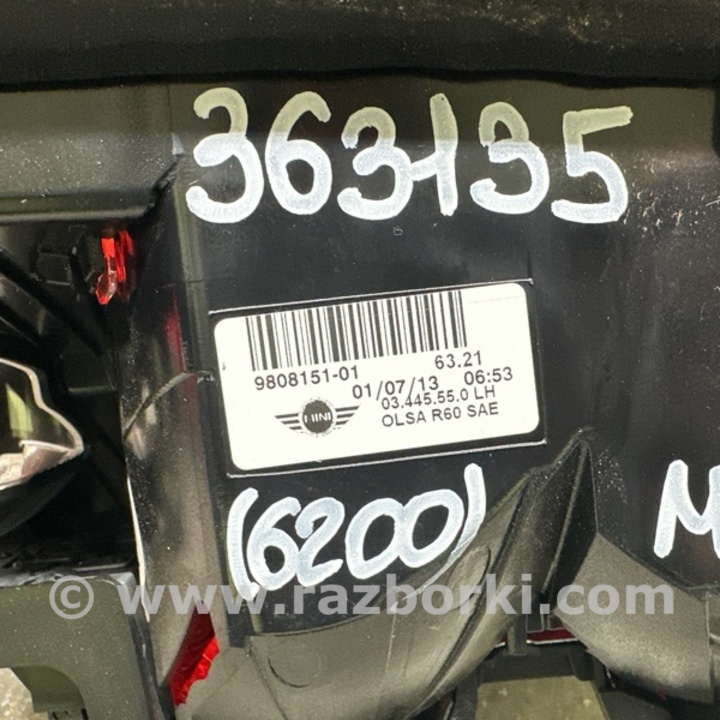 363135
9808151-01 63.21
01/07/13 06:53
03.445.55.0 LH
MINI
OLSA R60 SAE
(6200)
M
© www.razborki.com